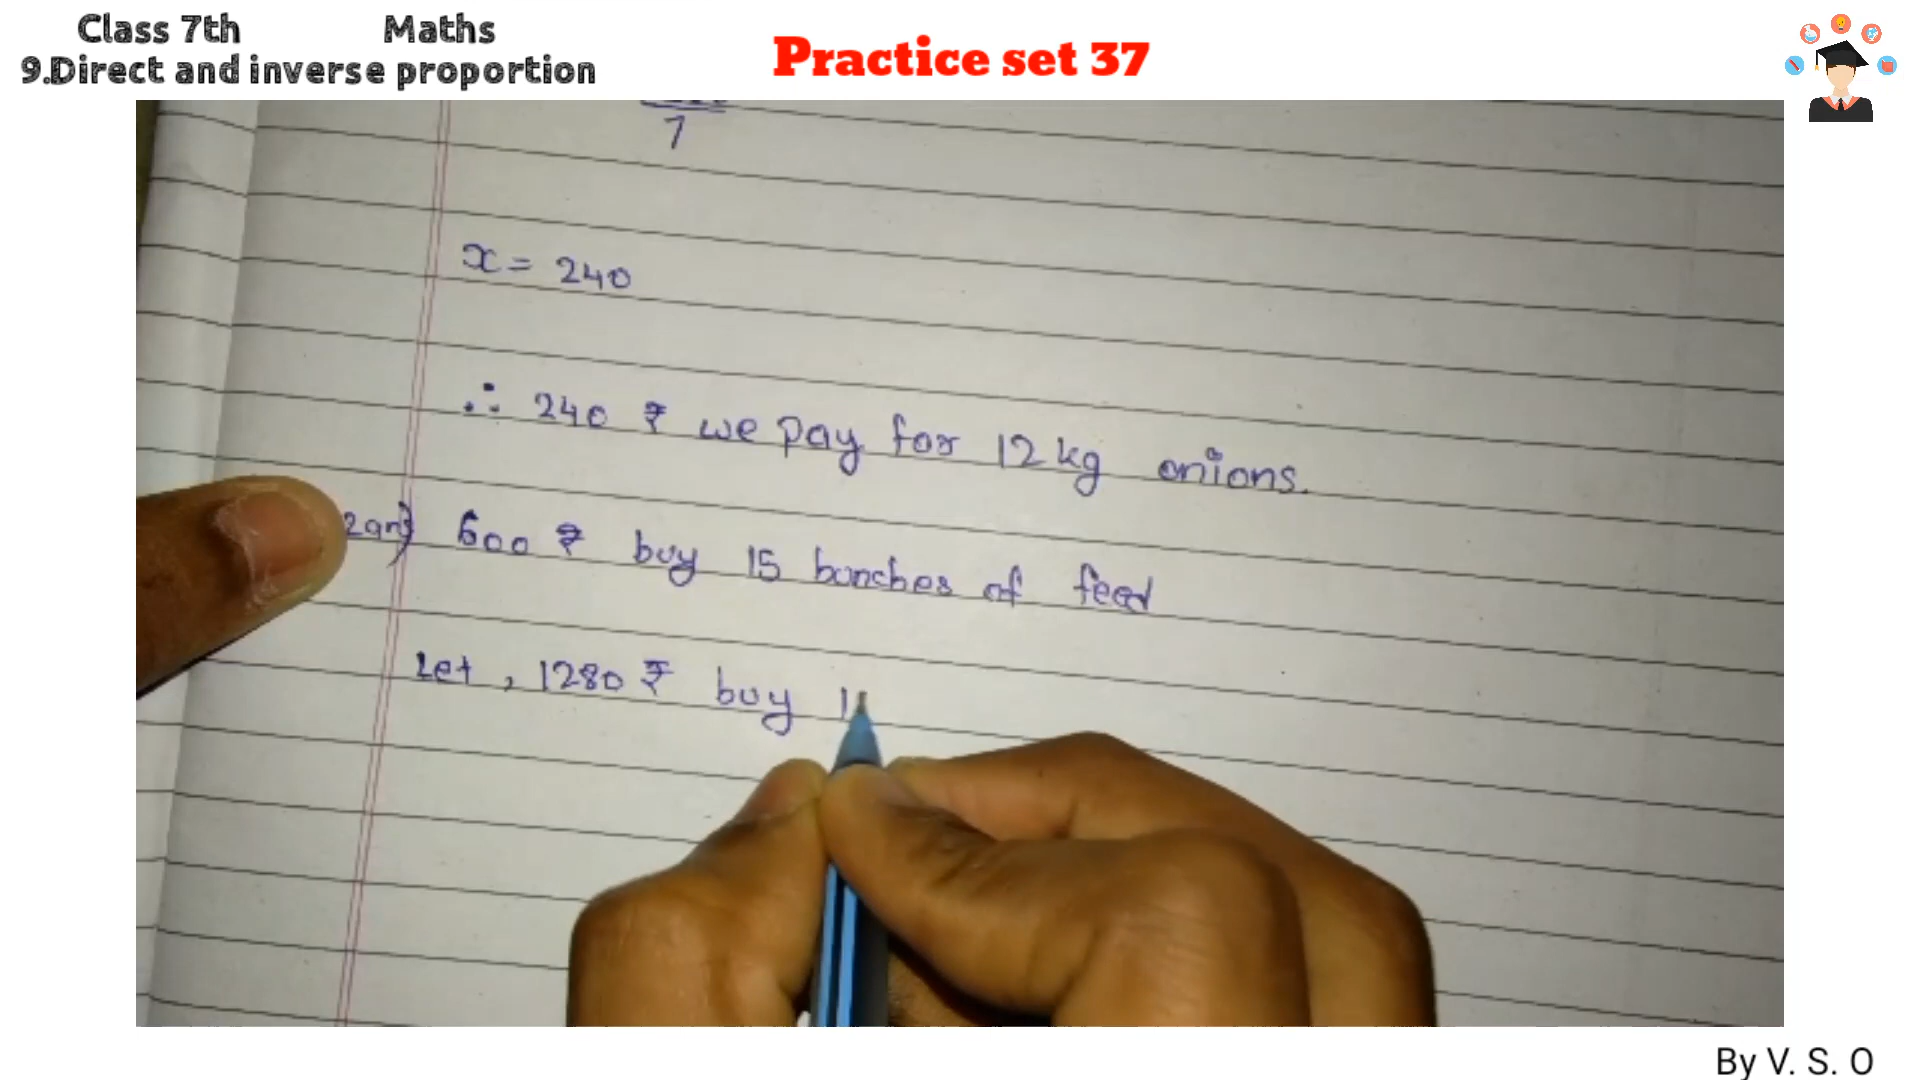 Class 7th Maths
9.Direct and inverse proportion
Practice set 37
7
x = 240
∴ 240 ₹ we pay for 12 kg onions.
2ans) 600 ₹ buy 15 bunches of feed
Let , 1280 ₹ buy
By V. S. O